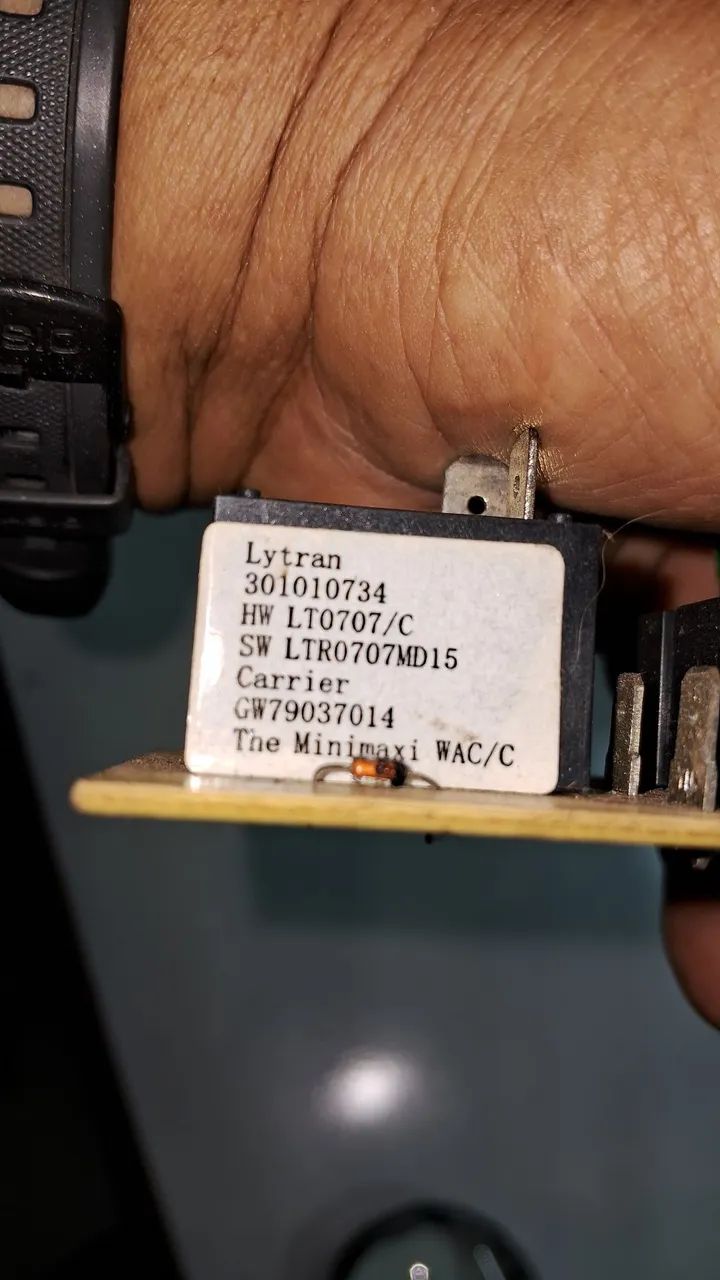 Lytran
301010734
HW LT0707/C
SW LTR0707MD15
Carrier
GW79037014
The Minimaxi WAC/C